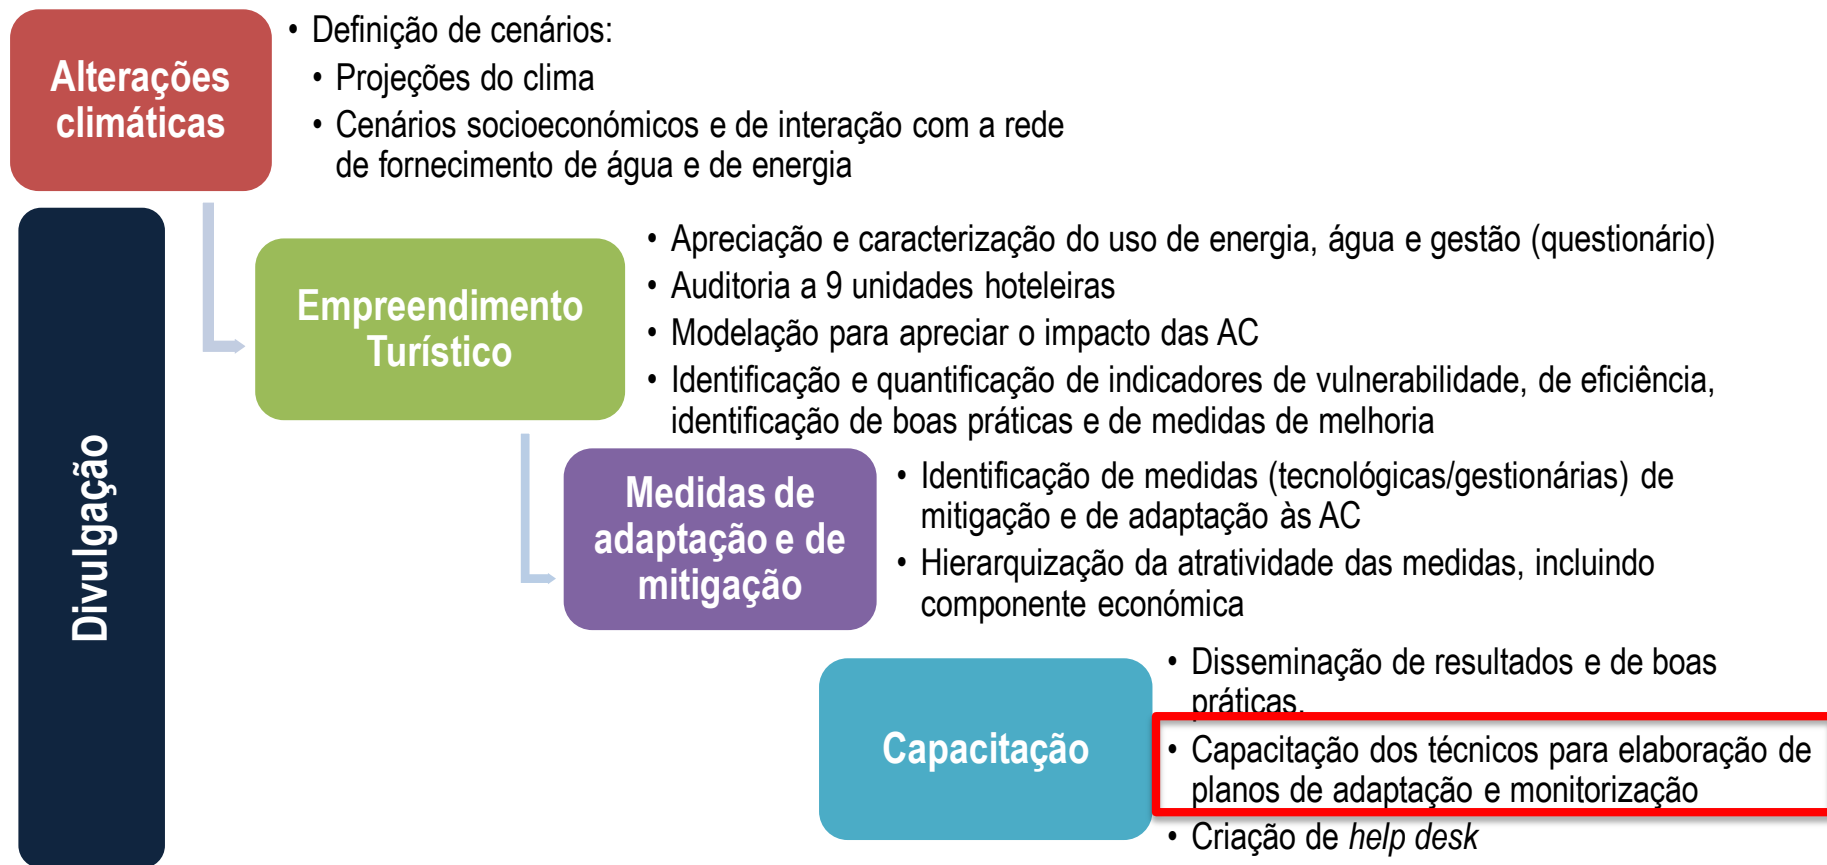 Alterações
climáticas
• Definição de cenários:
• Projeções do clima
• Cenários socioeconómicos e de interação com a rede
de fornecimento de água e de energia
Divulgação
Empreendimento
Turístico
• Apreciação e caracterização do uso de energia, água e gestão (questionário)
• Auditoria a 9 unidades hoteleiras
• Modelação para apreciar o impacto das AC
• Identificação e quantificação de indicadores de vulnerabilidade, de eficiência,
identificação de boas práticas e de medidas de melhoria
Medidas de
adaptação e de
mitigação
• Identificação de medidas (tecnológicas/gestionárias) de
mitigação e de adaptação às AC
• Hierarquização da atratividade das medidas, incluindo
componente económica
Capacitação
• Disseminação de resultados e de boas
práticas.
• Capacitação dos técnicos para elaboração de
planos de adaptação e monitorização
• Criação de help desk